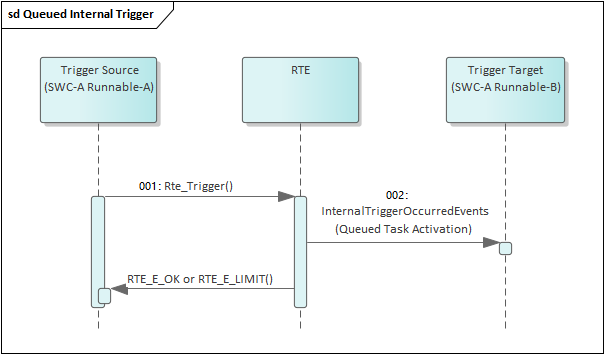 sd Queued Internal Trigger
Trigger Source
(SWC-A Runnable-A)
RTE
Trigger Target
(SWC-A Runnable-B)
001: Rte_Trigger()
002:
InternalTriggerOccurredEvents
(Queued Task Activation)
RTE_E_OK or RTE_E_LIMIT()